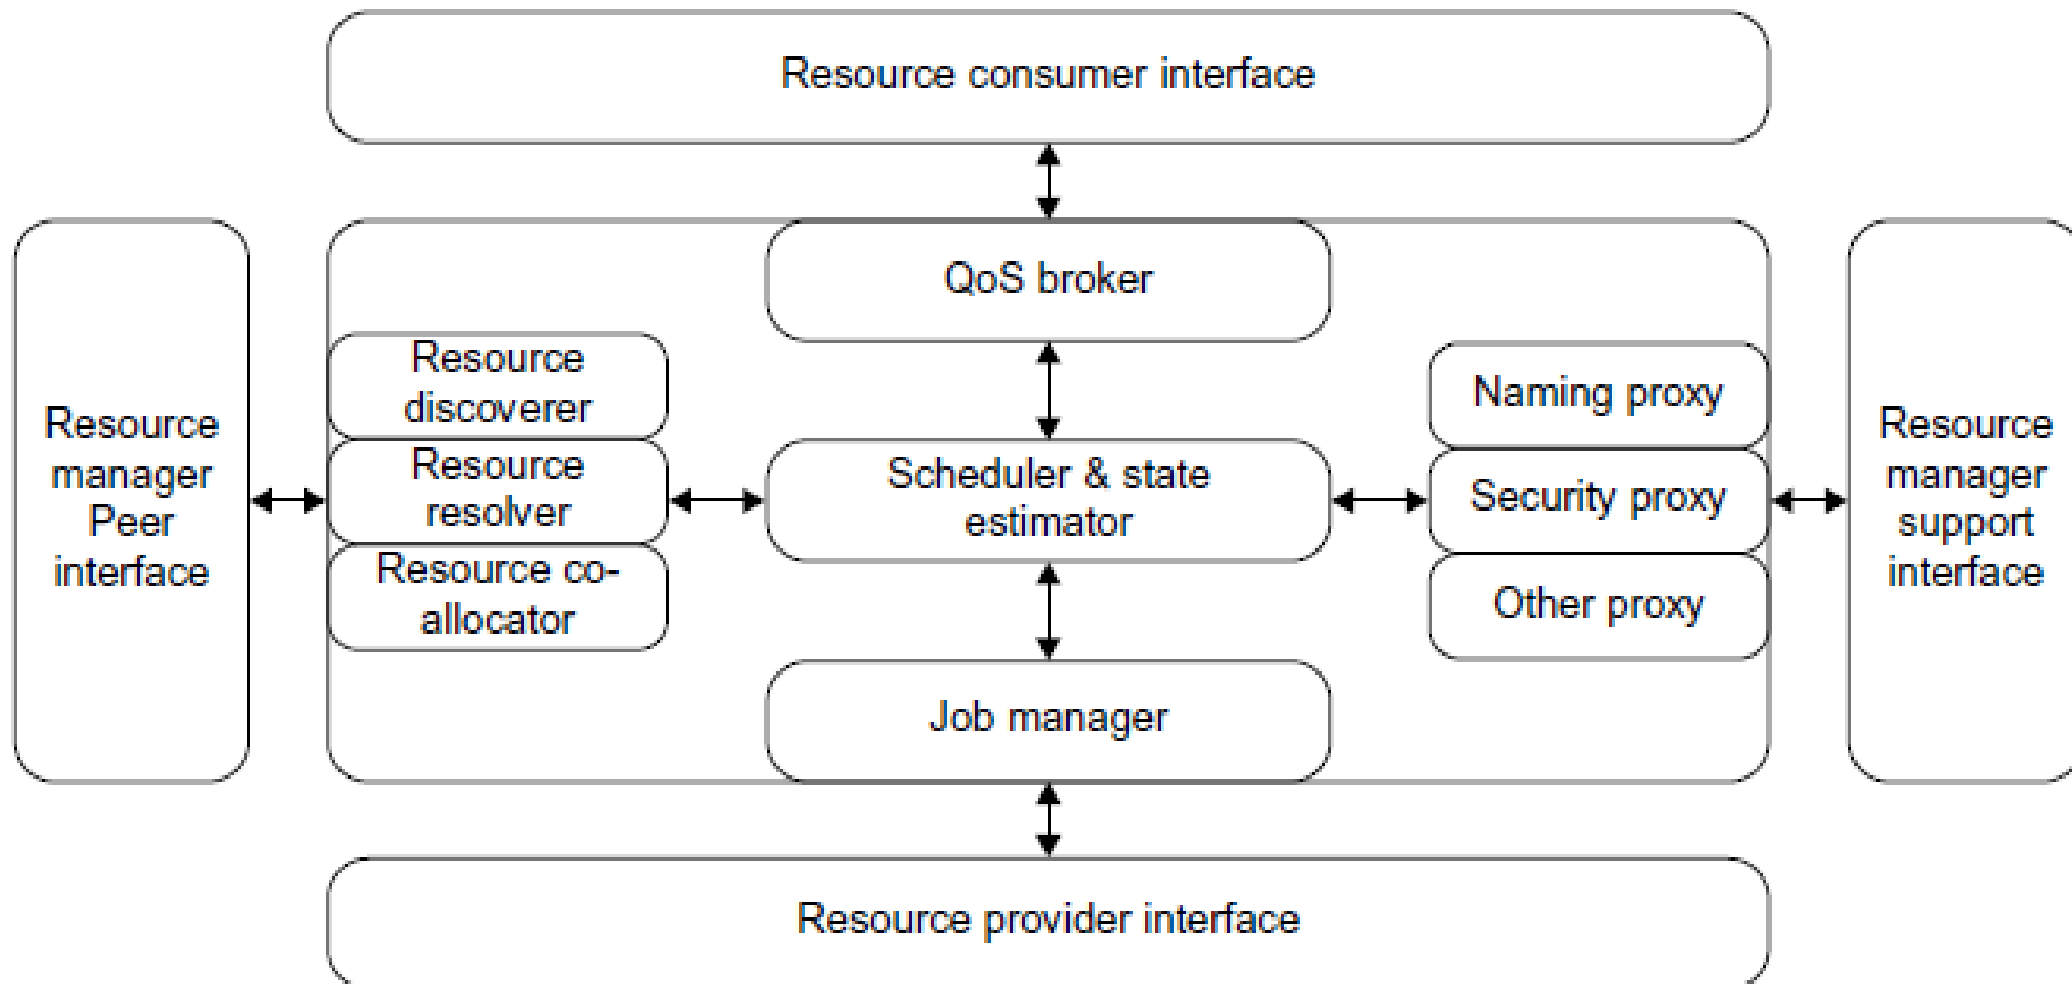 Resource consumer interface
QoS broker
Resource
discoverer
Resource
resolver
Resource co-
allocator
Resource
manager
Peer
interface
Scheduler & state
estimator
Naming proxy
Security proxy
Other proxy
Resource
manager
support
interface
Job manager
Resource provider interface